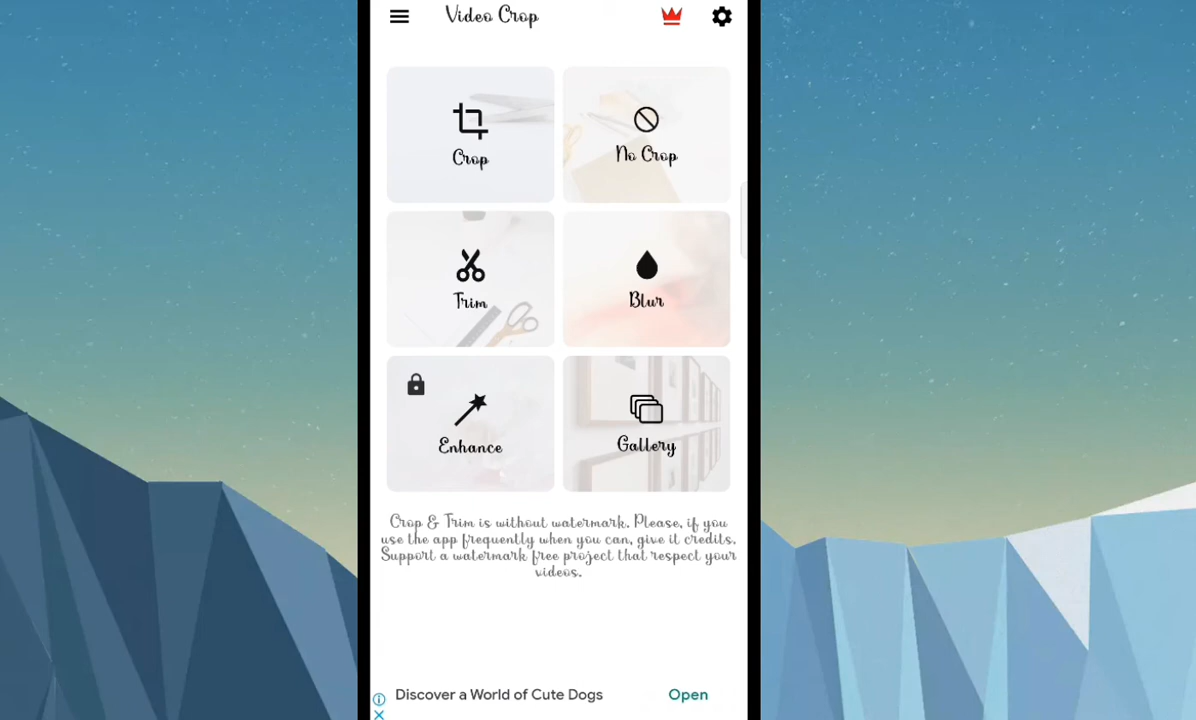 Video Crop
Crop
No Crop
Trim
Blur
Enhance
Gallery
Crop & Trim is without watermark. Please, if you
use the app frequently when you can, give it credits.
Support a watermark free project that respect your
videos.
Discover a World of Cute Dogs
Open